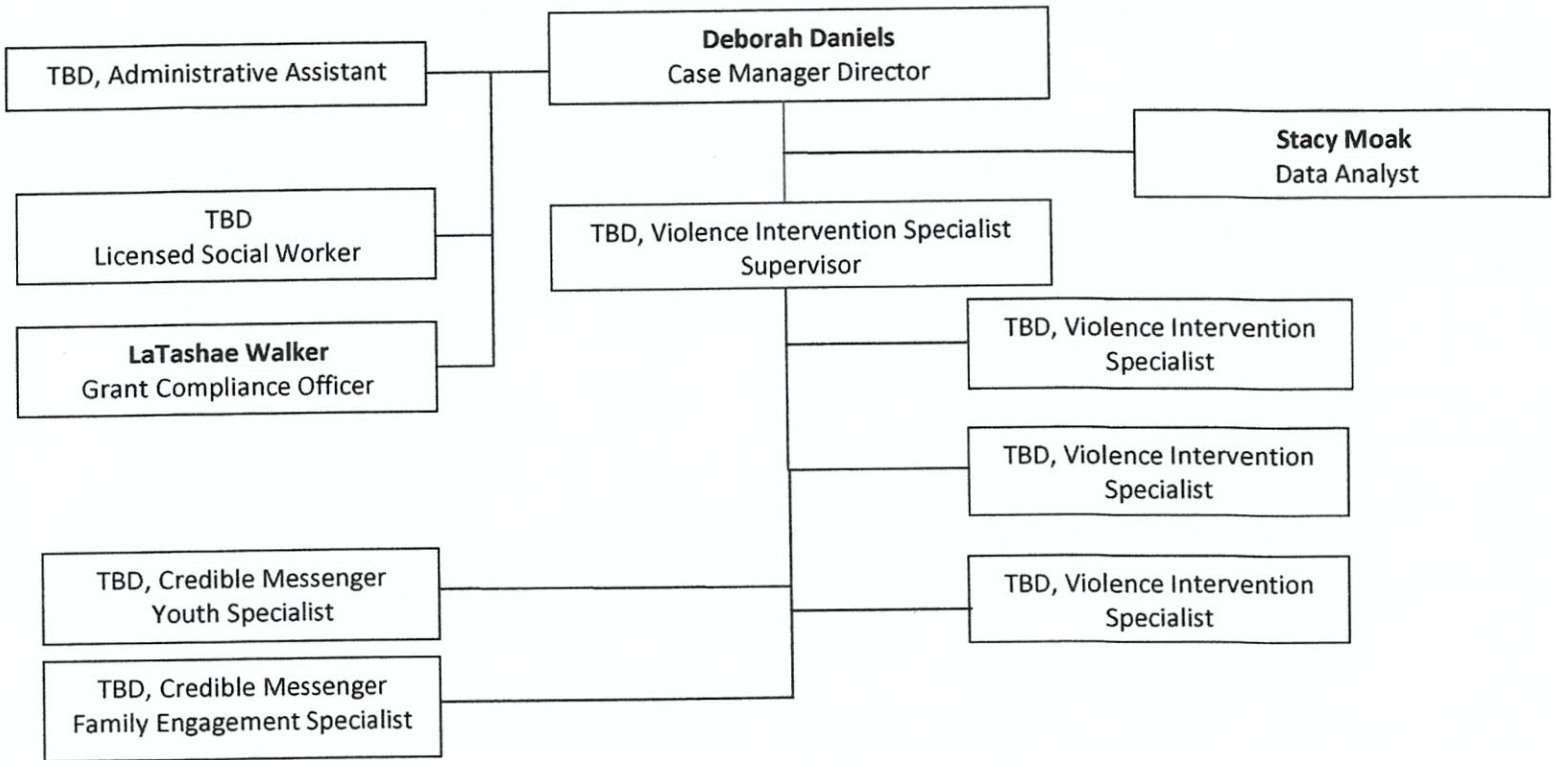 Deborah Daniels
Case Manager Director
TBD, Administrative Assistant
Stacy Moak
Data Analyst
TBD
Licensed Social Worker
TBD, Violence Intervention Specialist
Supervisor
LaTashae Walker
Grant Compliance Officer
TBD, Violence Intervention
Specialist
TBD, Violence Intervention
Specialist
TBD, Credible Messenger
Youth Specialist
TBD, Violence Intervention
Specialist
TBD, Credible Messenger
Family Engagement Specialist